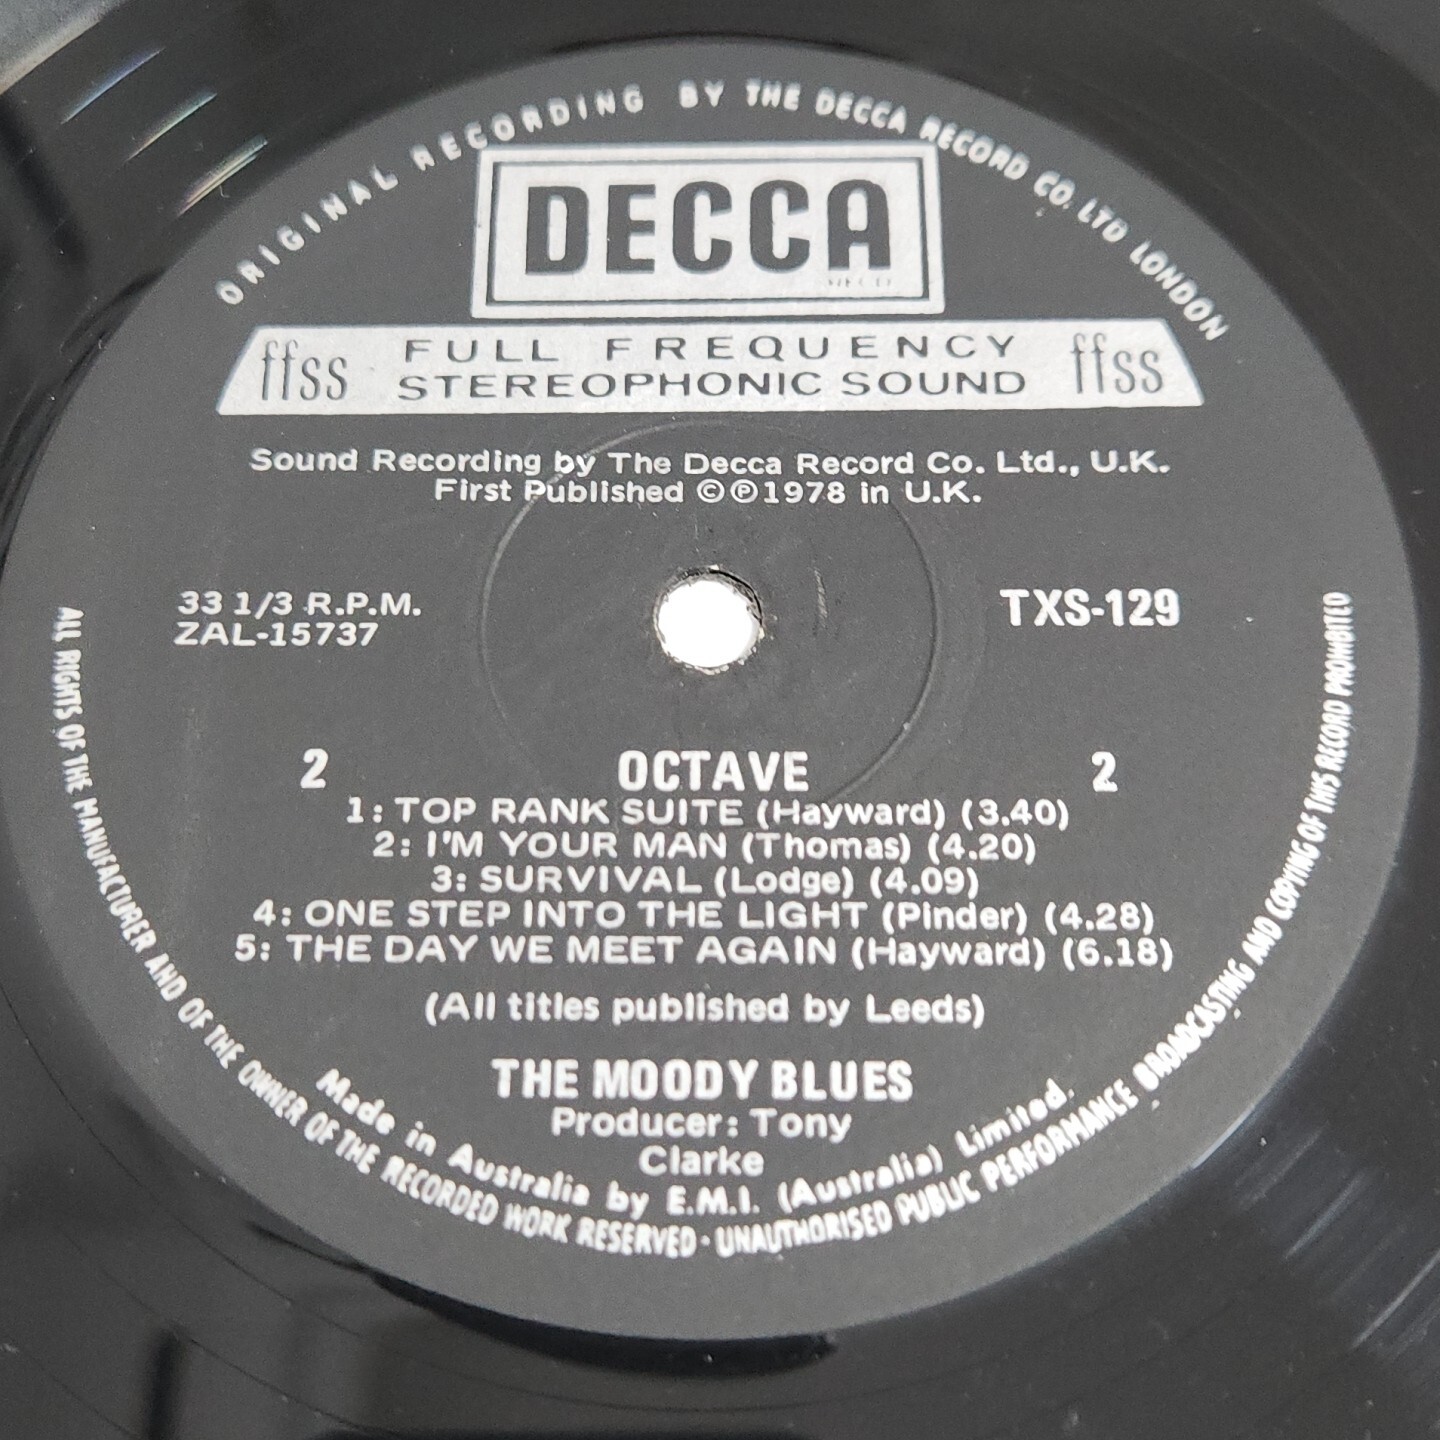 ORIGINAL RECORDING BY THE DECCA RECORD CO. LTD LONDON
DECCA
ffss FULL FREQUENCY ffss
STEREOPHONIC SOUND
Sound Recording by The Decca Record Co. Ltd., U.K.
First Published ©℗1978 in U.K.
33 1/3 R.P.M.
ZAL-15737
TXS-129
2 OCTAVE 2
1: TOP RANK SUITE (Hayward) (3.40)
2: I'M YOUR MAN (Thomas) (4.20)
3: SURVIVAL (Lodge) (4.09)
4: ONE STEP INTO THE LIGHT (Pinder) (4.28)
5: THE DAY WE MEET AGAIN (Hayward) (6.18)
(All titles published by Leeds)
THE MOODY BLUES
Producer: Tony
Clarke
Made in Australia by E.M.I. (Australia) Limited.
ALL RIGHTS OF THE MANUFACTURER AND OF THE OWNER OF THE RECORDED WORK RESERVED · UNAUTHORISED PUBLIC PERFORMANCE BROADCASTING AND COPYING OF THIS RECORD PROHIBITED